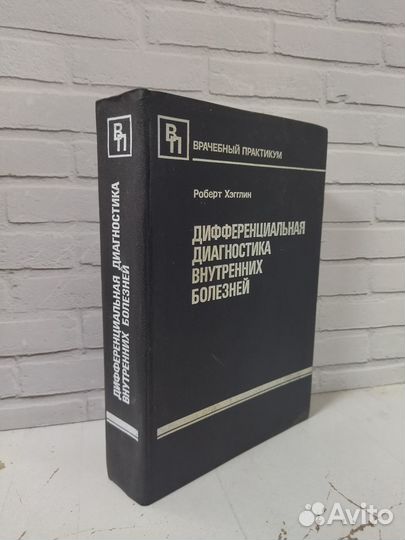 ВП
ДИФФЕРЕНЦИАЛЬНАЯ ДИАГНОСТИКА
ВНУТРЕННИХ БОЛЕЗНЕЙ
ВП
ВРАЧЕБНЫЙ ПРАКТИКУМ
Роберт Хэгглин
ДИФФЕРЕНЦИАЛЬНАЯ
ДИАГНОСТИКА
ВНУТРЕННИХ
БОЛЕЗНЕЙ
Avito